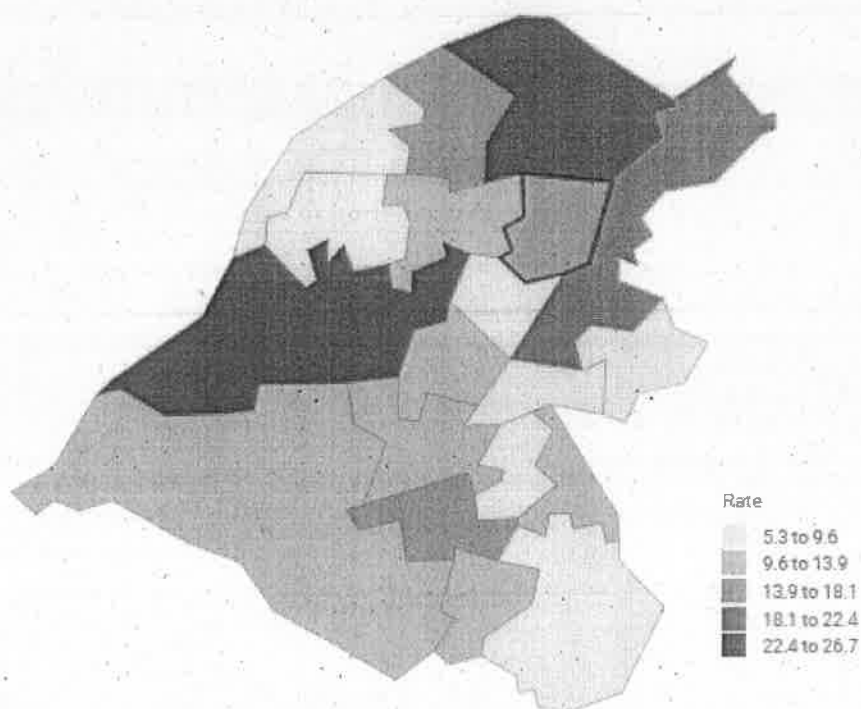 Rate
5.3 to 9.6
9.6 to 13.9
13.9 to 18.1
18.1 to 22.4
22.4 to 26.7